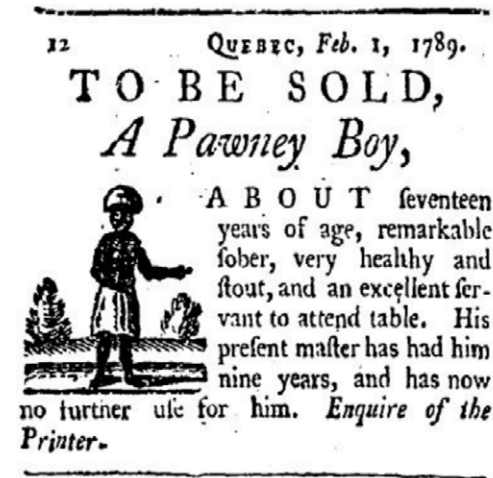 12 QUEBEC, Feb. 1, 1789.
TO BE SOLD,
A Pawney Boy,
ABOUT ſeventeen
years of age, remarkable
ſober, very healthy and
ſtout, and an excellent ſer-
vant to attend table. His
preſent maſter has had him
nine years, and has now
no further uſe for him. Enquire of the
Printer.